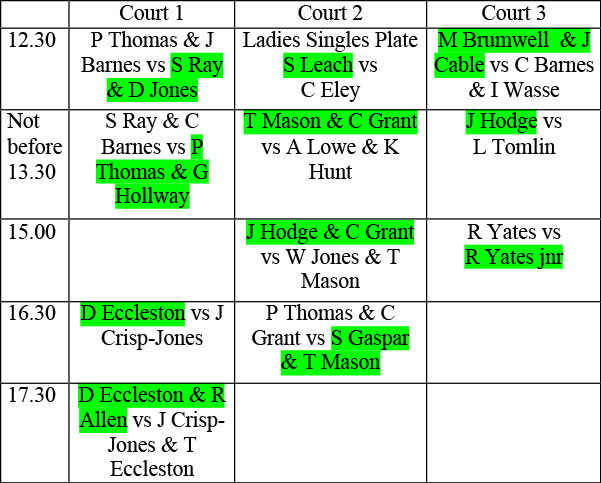 Court 1
Court 2
Court 3
12.30
P Thomas & J
Barnes vs S Ray
& D Jones
Ladies Singles Plate
S Leach vs
C Eley
M Brumwell & J
Cable vs C Barnes
& I Wasse
Not
before
13.30
S Ray & C
Barnes vs P
Thomas & G
Hollway
T Mason & C Grant
vs A Lowe & K
Hunt
J Hodge vs
L Tomlin
15.00
J Hodge & C Grant
vs W Jones & T
Mason
R Yates vs
R Yates jnr
16.30
D Eccleston vs J
Crisp-Jones
P Thomas & C
Grant vs S Gaspar
& T Mason
17.30
D Eccleston & R
Allen vs J Crisp-
Jones & T
Eccleston